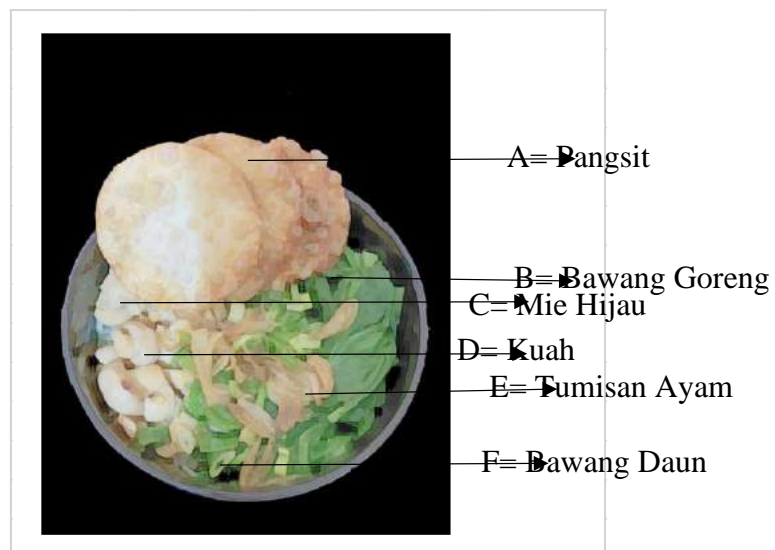 A= Pangsit
B= Bawang Goreng
C= Mie Hijau
D= Kuah
E= Tumisan Ayam
F= Bawang Daun